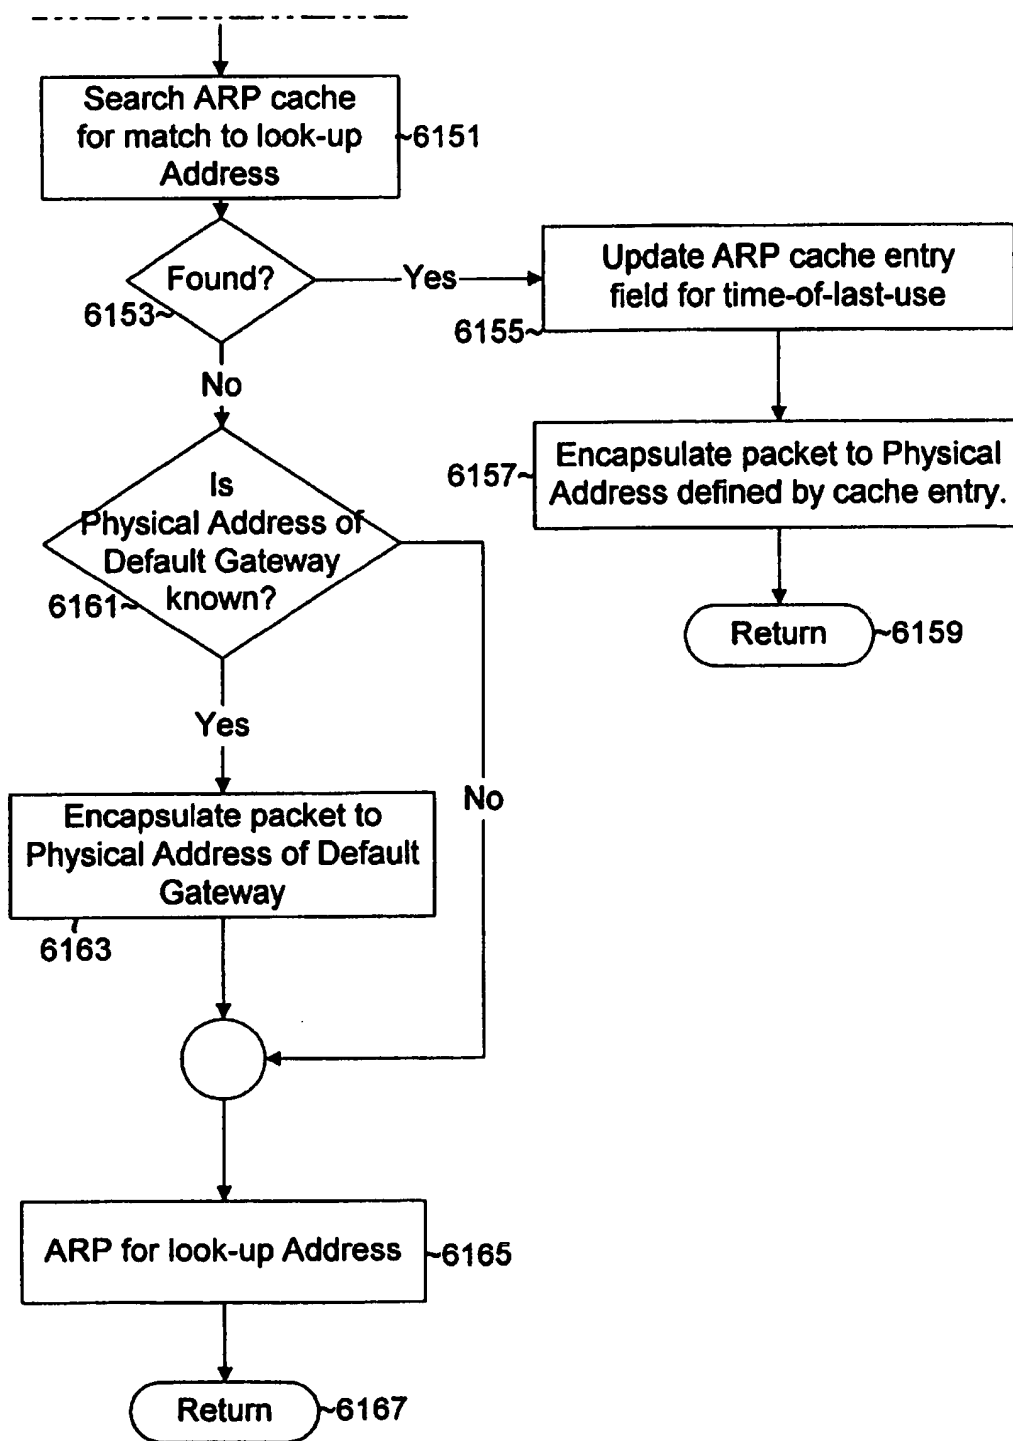 Search ARP cache
for match to look-up
Address
~6151
Found?
6153~
Yes
Update ARP cache entry
field for time-of-last-use
6155~
No
Encapsulate packet to Physical
Address defined by cache entry.
6157~
Is
Physical Address of
Default Gateway
known?
6161~
Return
~6159
Yes
No
Encapsulate packet to
Physical Address of Default
Gateway
6163
ARP for look-up Address
~6165
Return
~6167